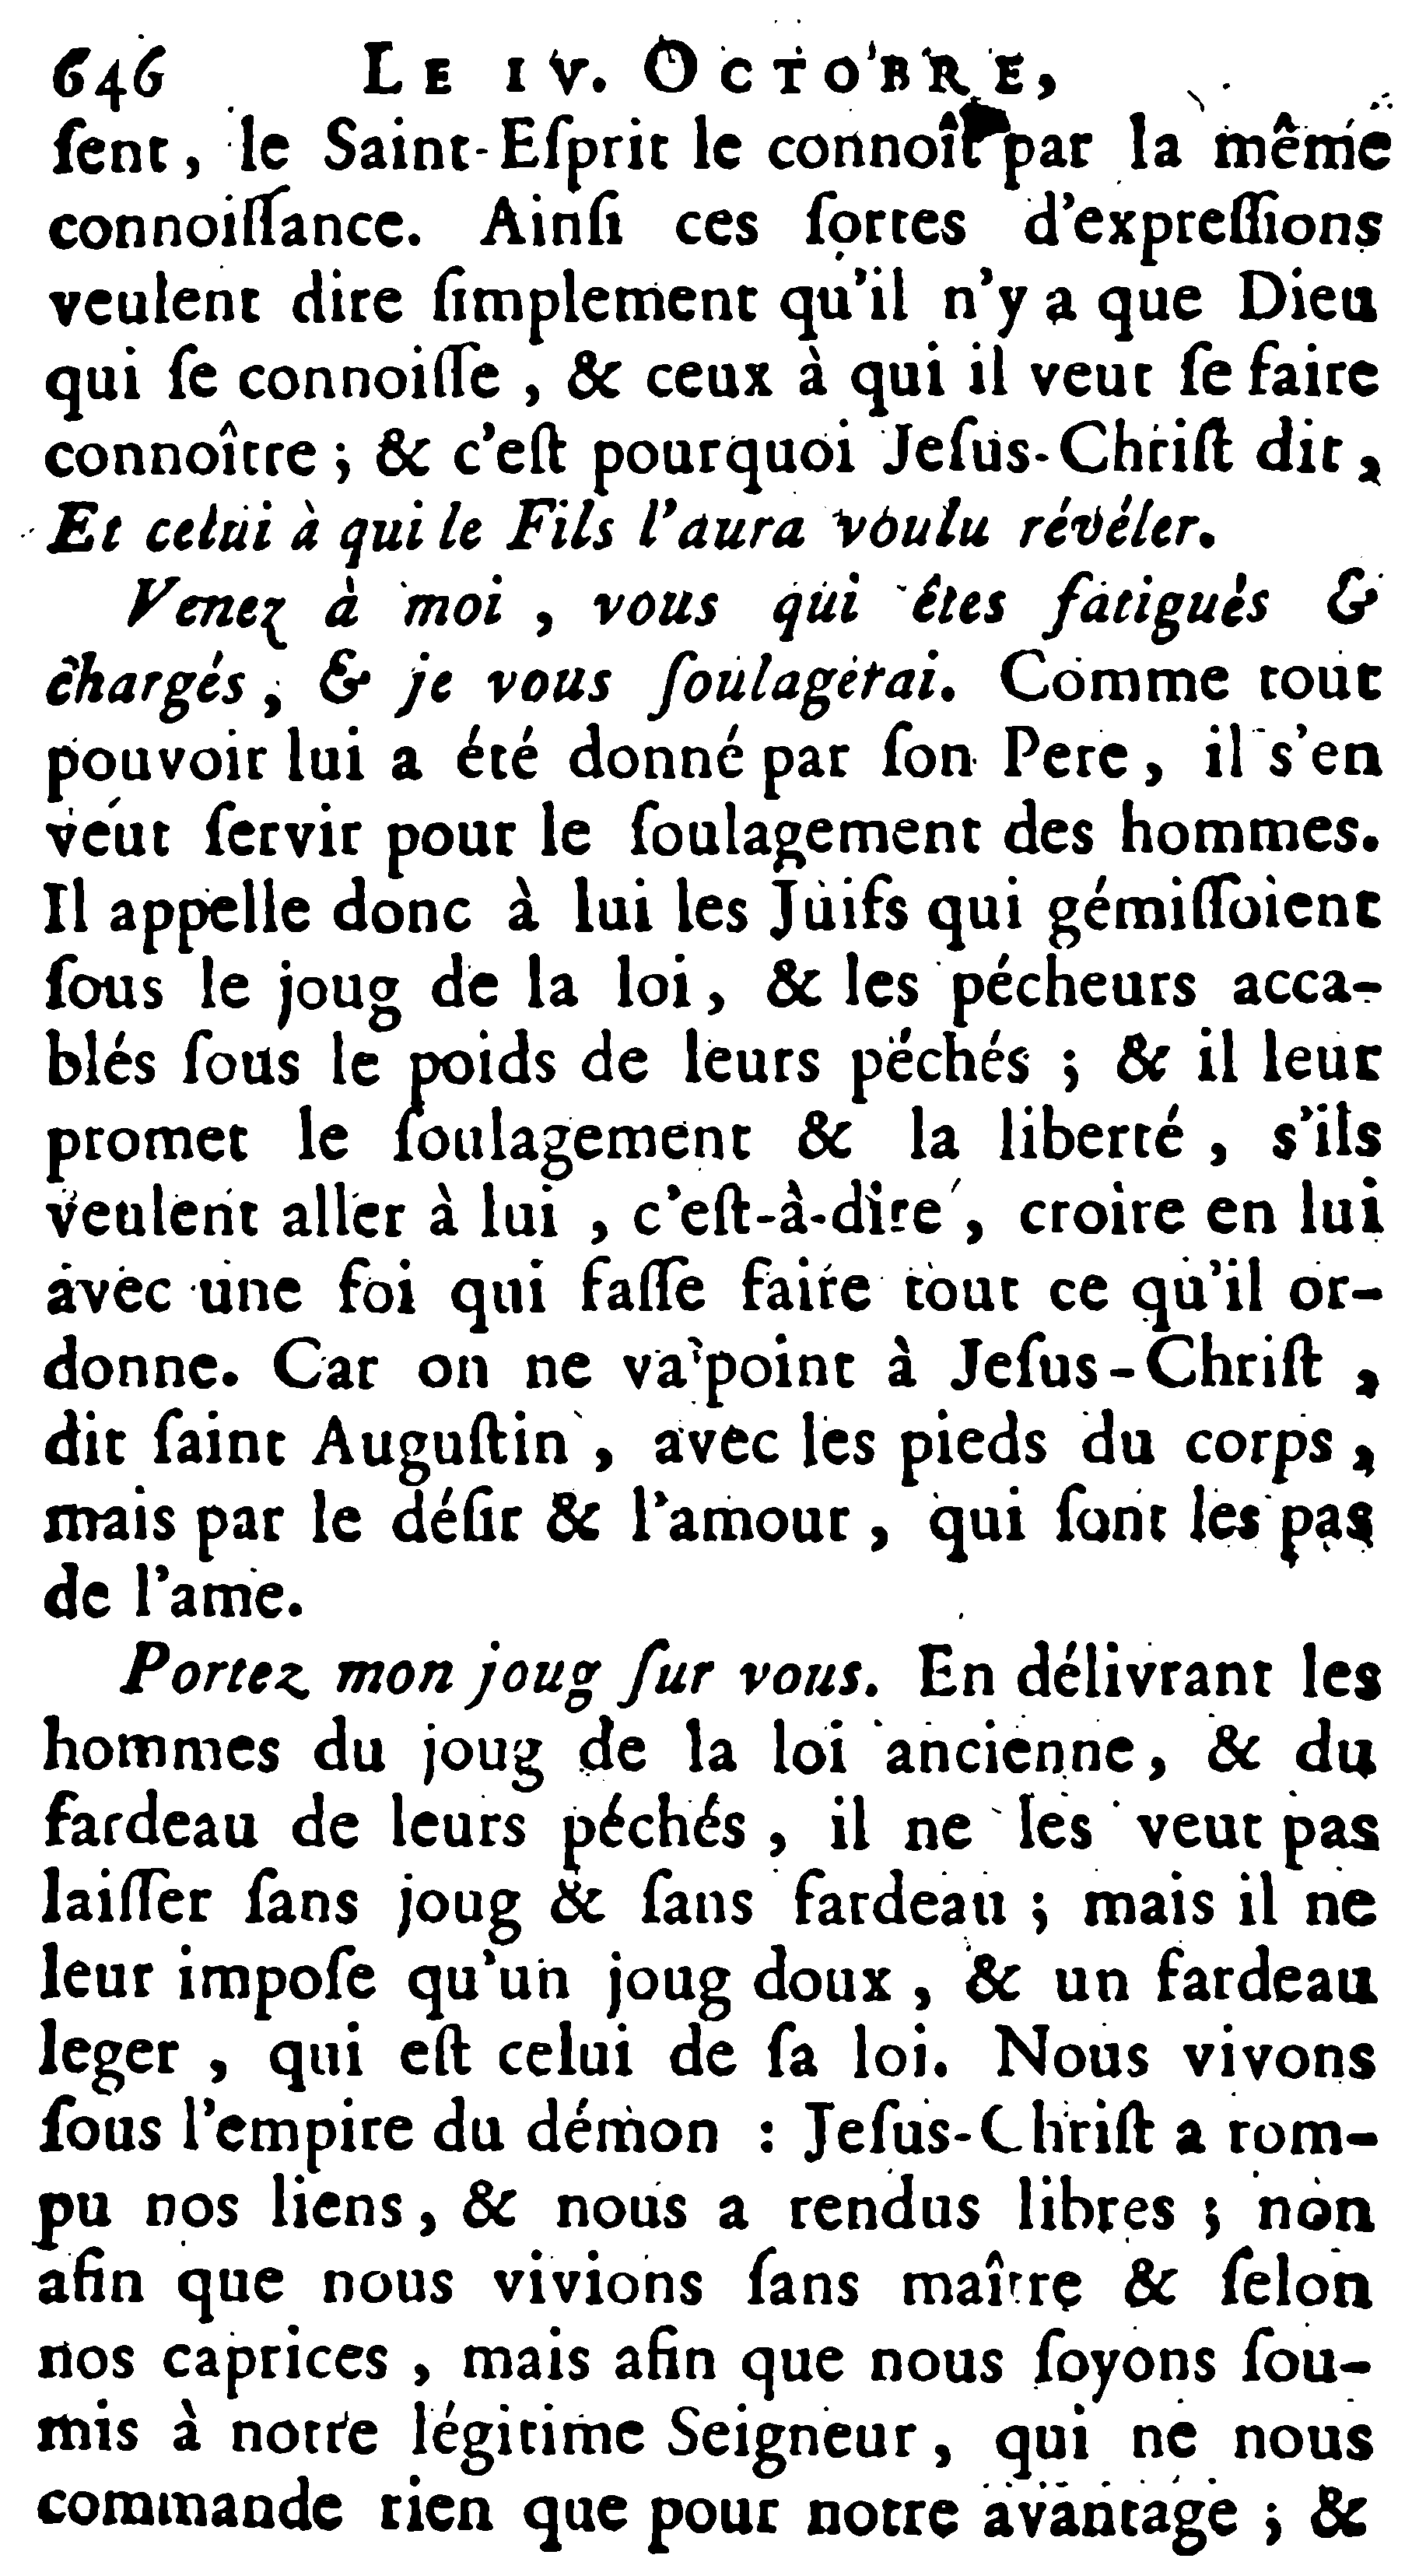 646 LE IV. OCTOBRE,
ſent, le Saint-Eſprit le connoît par la même
connoiſſance. Ainſi ces ſortes d'expreſſions
veulent dire ſimplement qu'il n'y a que Dieu
qui ſe connoiſſe, & ceux à qui il veut ſe faire
connoître; & c'eſt pourquoi Jeſus-Chriſt dit,
Et celui à qui le Fils l'aura voulu révéler.
Venez à moi, vous qui êtes fatigués &
chargés, & je vous ſoulagerai. Comme tout
pouvoir lui a été donné par ſon Pere, il s'en
veut ſervir pour le ſoulagement des hommes.
Il appelle donc à lui les Juifs qui gémiſſoient
ſous le joug de la loi, & les pécheurs acca-
blés ſous le poids de leurs péchés; & il leur
promet le ſoulagement & la liberté, s'ils
veulent aller à lui, c'eſt-à-dire, croire en lui
avec une foi qui faſſe faire tout ce qu'il or-
donne. Car on ne va point à Jeſus-Chriſt,
dit ſaint Auguſtin, avec les pieds du corps,
mais par le déſir & l'amour, qui ſont les pas
de l'ame.
Portez mon joug ſur vous. En délivrant les
hommes du joug de la loi ancienne, & du
fardeau de leurs péchés, il ne les veut pas
laiſſer ſans joug & ſans fardeau; mais il ne
leur impoſe qu'un joug doux, & un fardeau
leger, qui eſt celui de ſa loi. Nous vivons
ſous l'empire du démon : Jeſus-Chriſt a rom-
pu nos liens, & nous a rendus libres; non
afin que nous vivions ſans maître & ſelon
nos caprices, mais afin que nous ſoyons ſou-
mis à notre légitime Seigneur, qui ne nous
commande rien que pour notre avantage; &